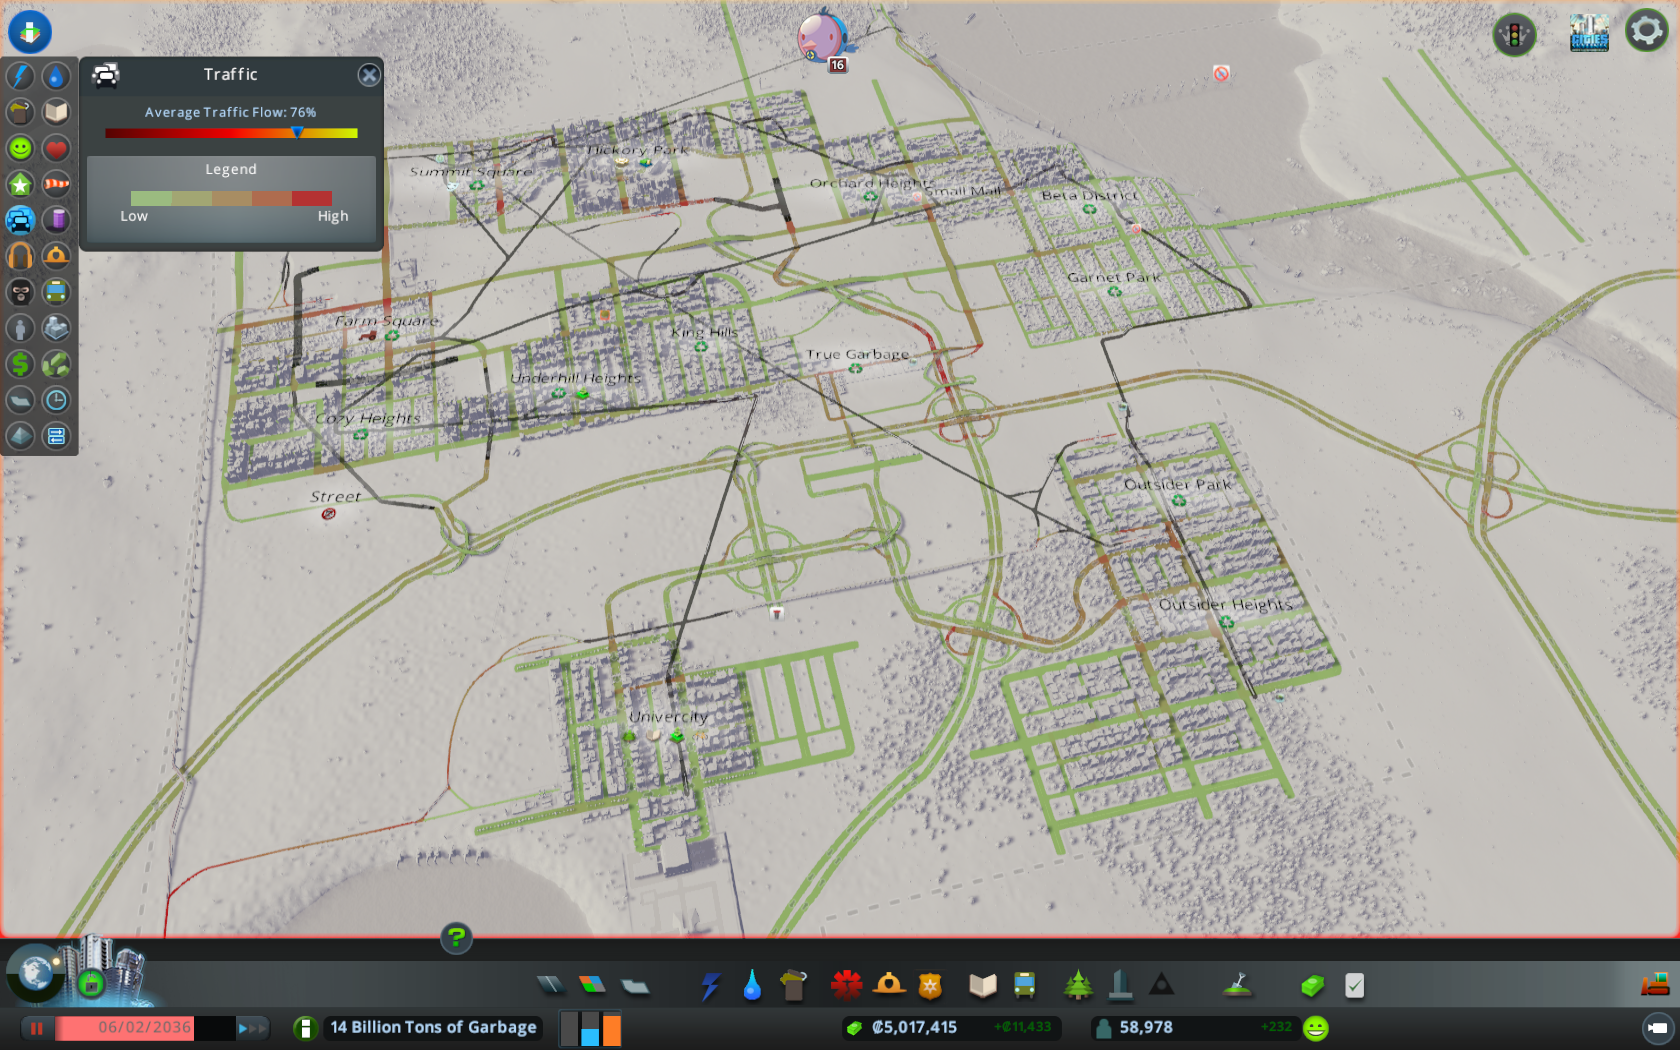 Traffic
Average Traffic Flow: 76%
Legend
Low
High
16
CITIES
Hickory Park
Summit Square
Orchard Heights
Small Mall
Beta District
Garnet Park
Farm Square
King Hills
True Garbage
Underhill Heights
Cozy Heights
Street
Outsider Park
Outsider Heights
Univercity
?
06/02/2036
14 Billion Tons of Garbage
₡5,017,415
+₡11,433
58,978
+232